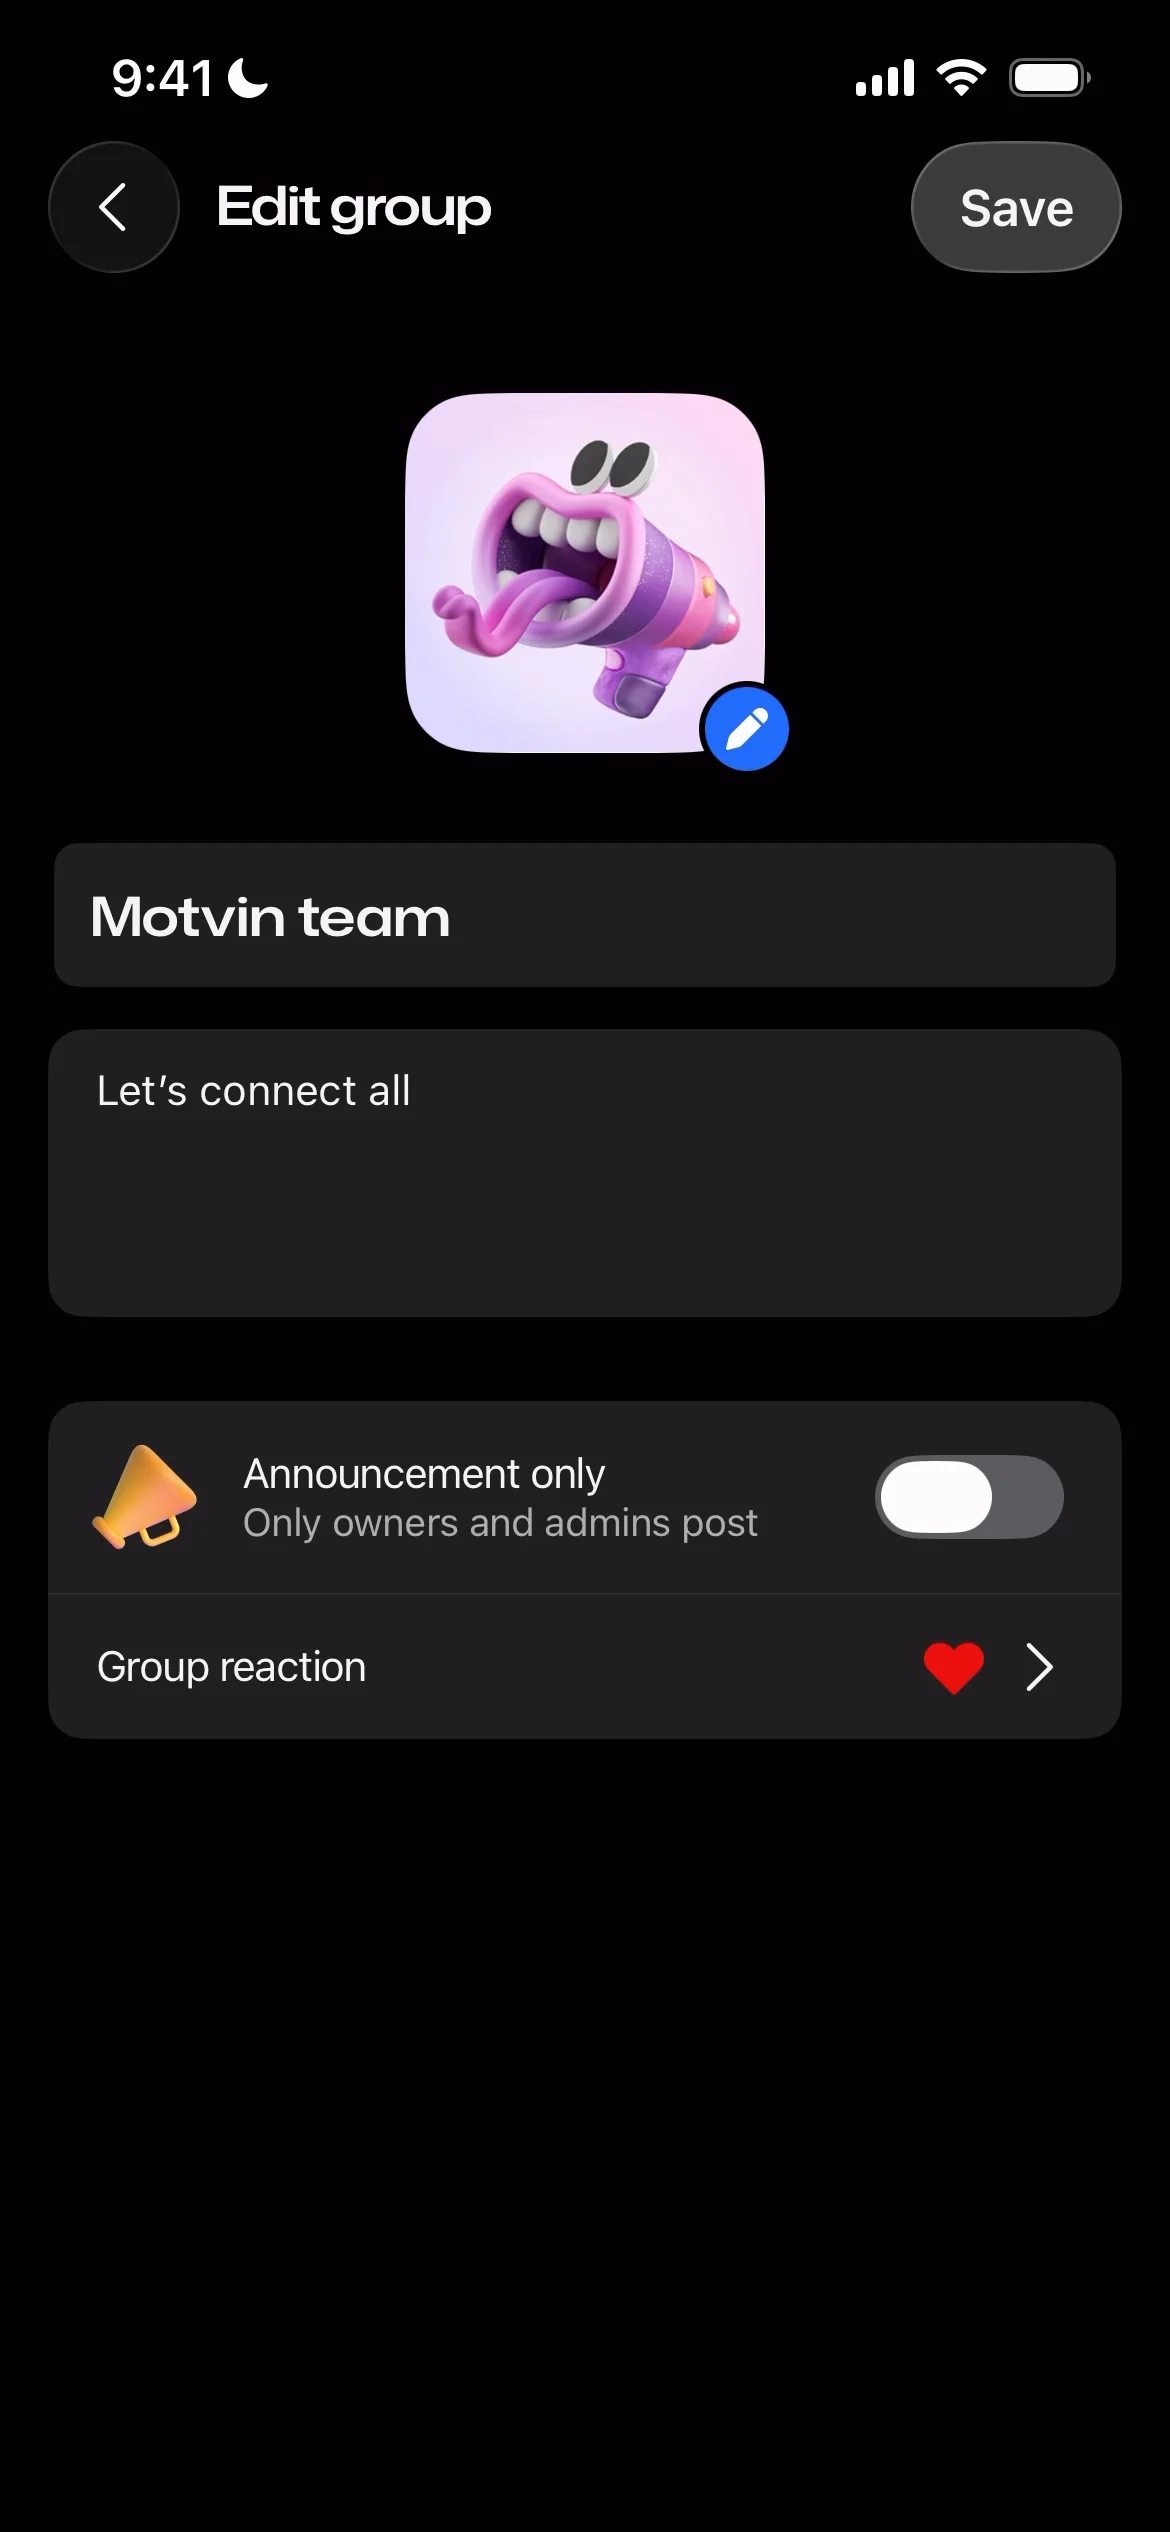 9:41
Edit group
Save
Motvin team
Let’s connect all
Announcement only
Only owners and admins post
Group reaction